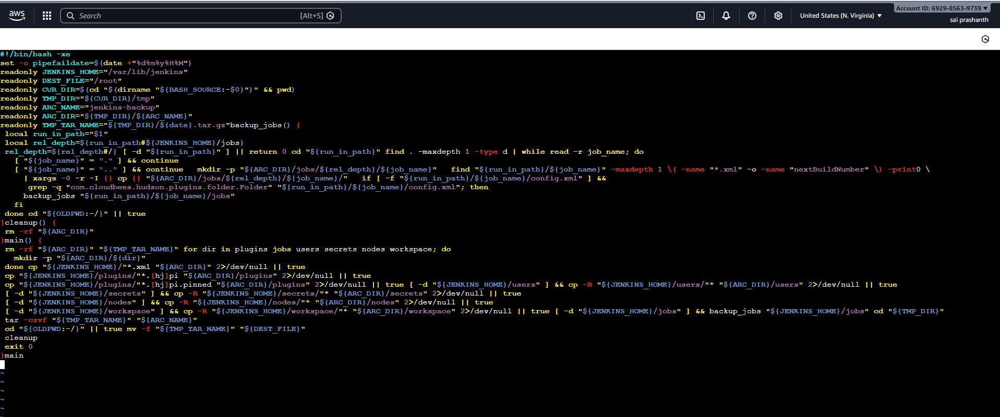 aws
Search
[Alt+S]
United States (N. Virginia)
Account ID: 6929-8563-9739
sai prashanth
#!/bin/bash -xe
set -o pipefaildate=$(date +"%d%m%y%H%M")
readonly JENKINS_HOME="/var/lib/jenkins"
readonly DEST_FILE="/root"
readonly CUR_DIR=$(cd "$(dirname "${BASH_SOURCE:-$0}")" && pwd)
readonly TMP_DIR="${CUR_DIR}/tmp"
readonly ARC_NAME="jenkins-backup"
readonly ARC_DIR="${TMP_DIR}/${ARC_NAME}"
readonly TMP_TAR_NAME="${TMP_DIR}/${date}.tar.gz"backup_jobs() {
 local run_in_path="$1"
 local rel_depth=${run_in_path#${JENKINS_HOME}/jobs}
 rel_depth=${rel_depth#/} [ -d "${run_in_path}" ] || return 0 cd "${run_in_path}" find . -maxdepth 1 -type d | while read -r job_name; do
   [ "${job_name}" = "." ] && continue
   [ "${job_name}" = ".." ] && continue   mkdir -p "${ARC_DIR}/jobs/${rel_depth}/${job_name}"   find "${run_in_path}/${job_name}" -maxdepth 1 \( -name "*.xml" -o -name "nextBuildNumber" \) -print0 \
     | xargs -0 -r -I {} cp {} "${ARC_DIR}/jobs/${rel_depth}/${job_name}/"   if [ -f "${run_in_path}/${job_name}/config.xml" ] &&
      grep -q "com.cloudbees.hudson.plugins.folder.Folder" "${run_in_path}/${job_name}/config.xml"; then
     backup_jobs "${run_in_path}/${job_name}/jobs"
   fi
 done cd "${OLDPWD:-/}" || true
}cleanup() {
 rm -rf "${ARC_DIR}"
}main() {
 rm -rf "${ARC_DIR}" "${TMP_TAR_NAME}" for dir in plugins jobs users secrets nodes workspace; do
   mkdir -p "${ARC_DIR}/${dir}"
 done cp "${JENKINS_HOME}/"*.xml "${ARC_DIR}" 2>/dev/null || true
 cp "${JENKINS_HOME}/plugins/"*.[hj]pi "${ARC_DIR}/plugins" 2>/dev/null || true
 cp "${JENKINS_HOME}/plugins/"*.[hj]pi.pinned "${ARC_DIR}/plugins" 2>/dev/null || true [ -d "${JENKINS_HOME}/users" ] && cp -R "${JENKINS_HOME}/users/"* "${ARC_DIR}/users" 2>/dev/null || true
 [ -d "${JENKINS_HOME}/secrets" ] && cp -R "${JENKINS_HOME}/secrets/"* "${ARC_DIR}/secrets" 2>/dev/null || true
 [ -d "${JENKINS_HOME}/nodes" ] && cp -R "${JENKINS_HOME}/nodes/"* "${ARC_DIR}/nodes" 2>/dev/null || true
 [ -d "${JENKINS_HOME}/workspace" ] && cp -R "${JENKINS_HOME}/workspace/"* "${ARC_DIR}/workspace" 2>/dev/null || true [ -d "${JENKINS_HOME}/jobs" ] && backup_jobs "${JENKINS_HOME}/jobs" cd "${TMP_DIR}"
 tar -czvf "${TMP_TAR_NAME}" "${ARC_NAME}"
 cd "${OLDPWD:-/}" || true mv -f "${TMP_TAR_NAME}" "${DEST_FILE}"
 cleanup
 exit 0
}main
~
~
~
~
~